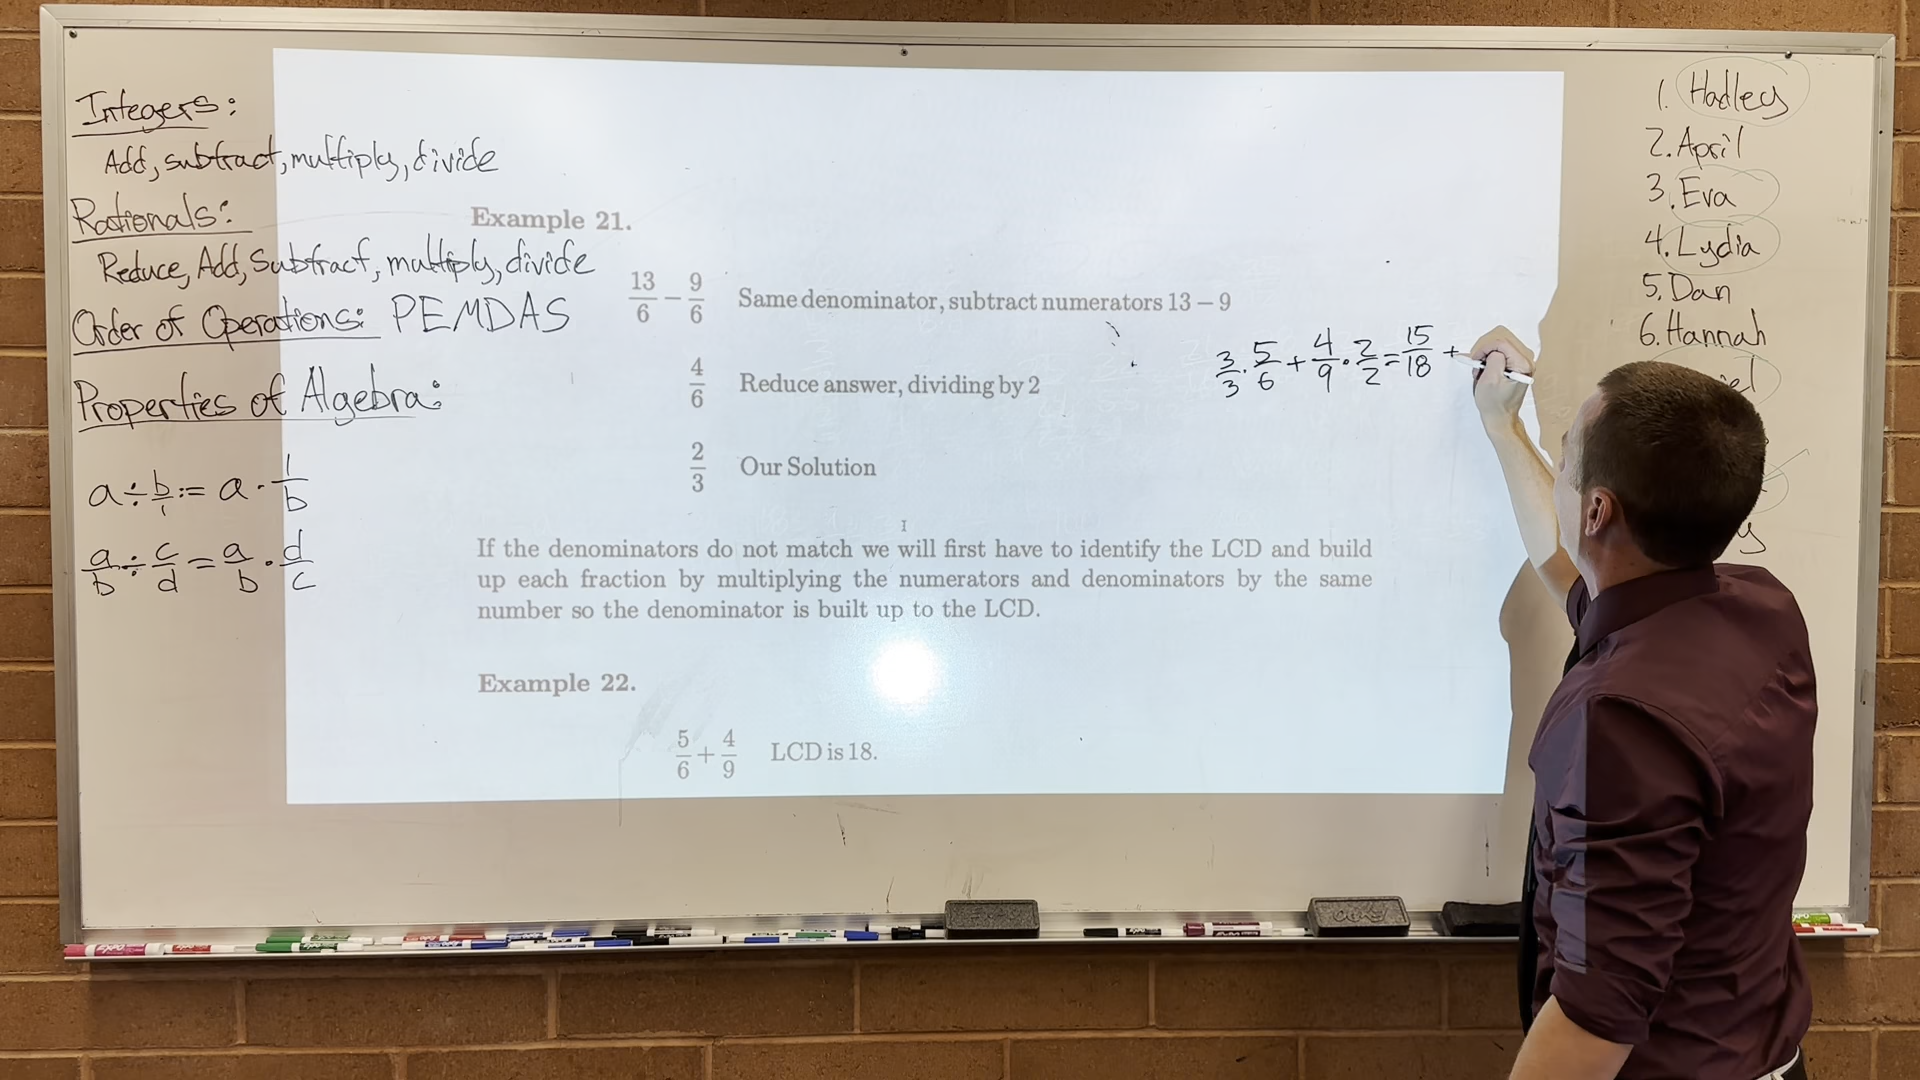 Integers:
Add, subtract, multiply, divide
Rationals:
Reduce, Add, Subtract, multiply, divide
Order of Operations: PEMDAS
Properties of Algebra:
a ÷ b/1 = a · 1/b
a/b ÷ c/d = a/b · d/c
Example 21.
13/6 − 9/6 Same denominator, subtract numerators 13 − 9
4/6 Reduce answer, dividing by 2
2/3 Our Solution
If the denominators do not match we will first have to identify the LCD and build
up each fraction by multiplying the numerators and denominators by the same
number so the denominator is built up to the LCD.
Example 22.
5/6 + 4/9 LCD is 18.
3/3 · 5/6 + 4/9 · 2/2 = 15/18 +
1. Hadley
2. April
3. Eva
4. Lydia
5. Dan
6. Hannah